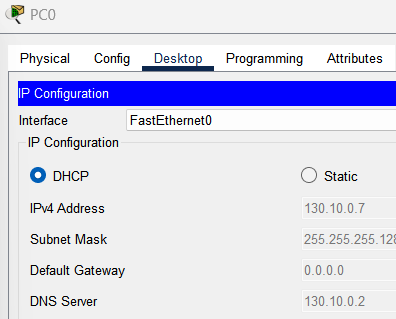 PC0
Physical Config Desktop Programming Attributes
IP Configuration
Interface FastEthernet0
IP Configuration
DHCP Static
IPv4 Address 130.10.0.7
Subnet Mask 255.255.255.128
Default Gateway 0.0.0.0
DNS Server 130.10.0.2